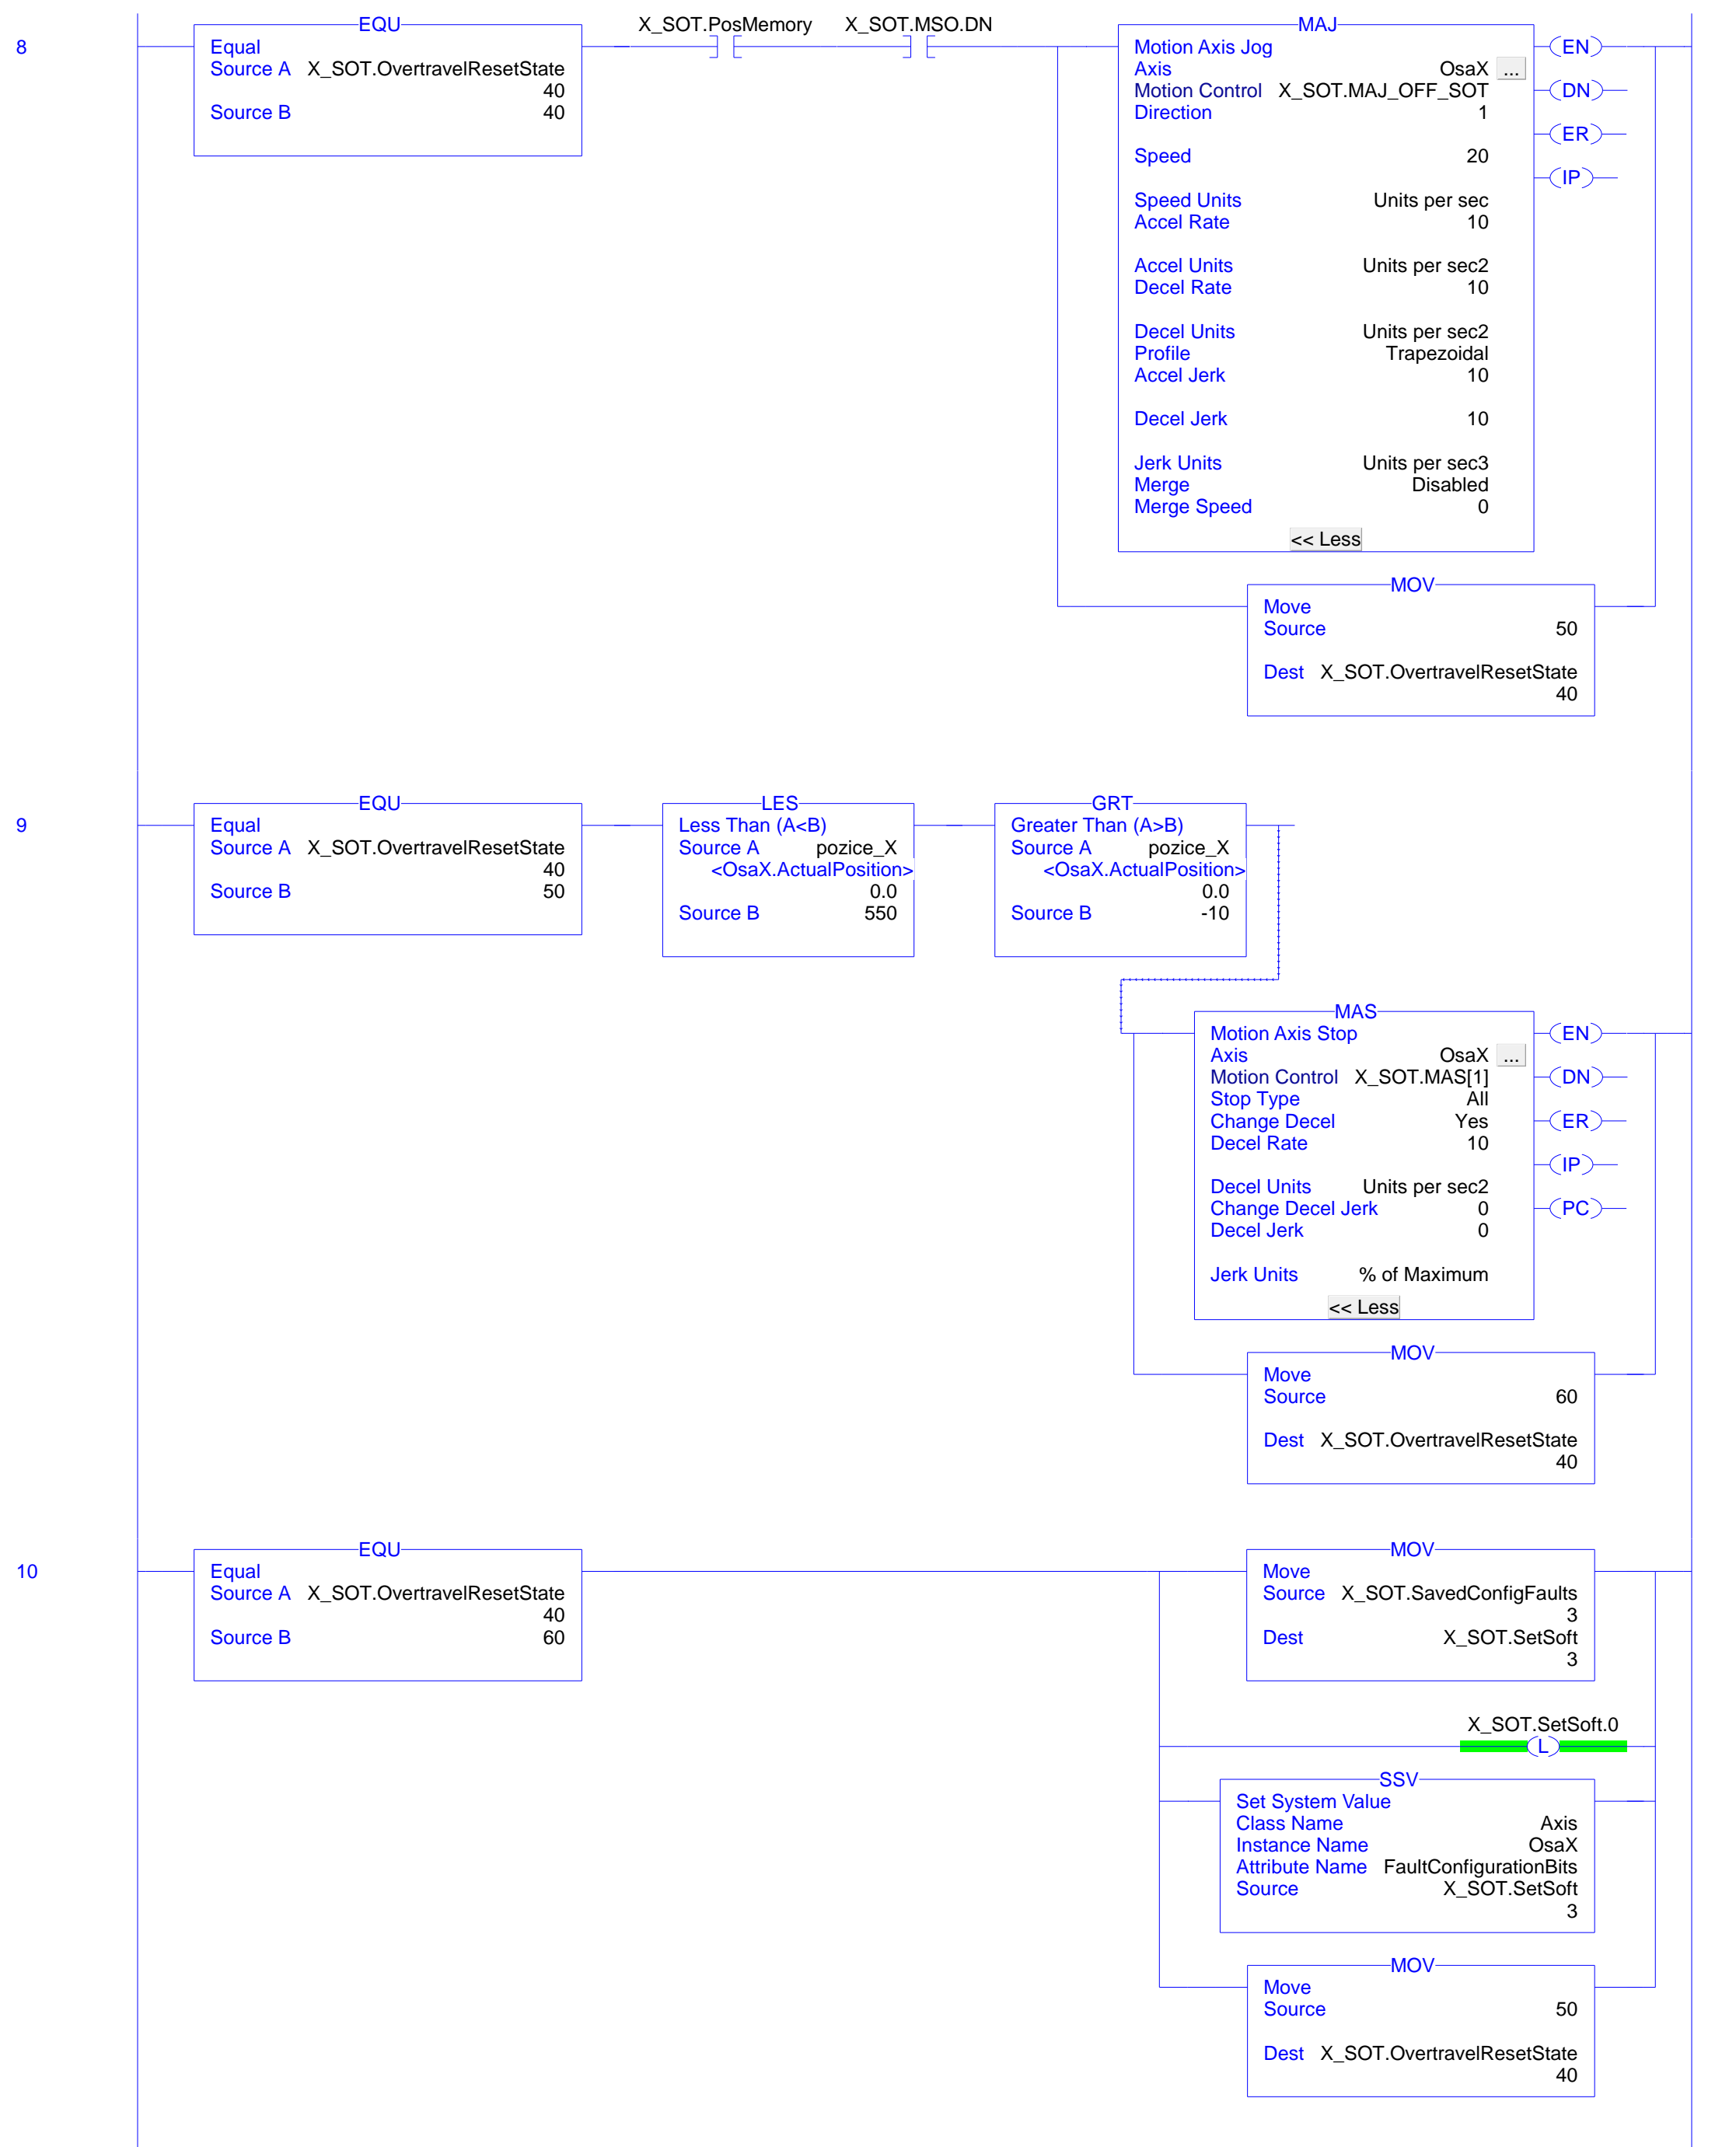 8
EQU
Equal
Source A X_SOT.OvertravelResetState
40
Source B 40
X_SOT.PosMemory
X_SOT.MSO.DN
MAJ
Motion Axis Jog
Axis OsaX ...
Motion Control X_SOT.MAJ_OFF_SOT
Direction 1
Speed 20
Speed Units Units per sec
Accel Rate 10
Accel Units Units per sec2
Decel Rate 10
Decel Units Units per sec2
Profile Trapezoidal
Accel Jerk 10
Decel Jerk 10
Jerk Units Units per sec3
Merge Disabled
Merge Speed 0
<< Less
EN
DN
ER
IP
MOV
Move
Source 50
Dest X_SOT.OvertravelResetState
40
9
EQU
Equal
Source A X_SOT.OvertravelResetState
40
Source B 50
LES
Less Than (A<B)
Source A pozice_X
<OsaX.ActualPosition>
0.0
Source B 550
GRT
Greater Than (A>B)
Source A pozice_X
<OsaX.ActualPosition>
0.0
Source B -10
MAS
Motion Axis Stop
Axis OsaX ...
Motion Control X_SOT.MAS[1]
Stop Type All
Change Decel Yes
Decel Rate 10
Decel Units Units per sec2
Change Decel Jerk 0
Decel Jerk 0
Jerk Units % of Maximum
<< Less
EN
DN
ER
IP
PC
MOV
Move
Source 60
Dest X_SOT.OvertravelResetState
40
10
EQU
Equal
Source A X_SOT.OvertravelResetState
40
Source B 60
MOV
Move
Source X_SOT.SavedConfigFaults
3
Dest X_SOT.SetSoft
3
X_SOT.SetSoft.0
L
SSV
Set System Value
Class Name Axis
Instance Name OsaX
Attribute Name FaultConfigurationBits
Source X_SOT.SetSoft
3
MOV
Move
Source 50
Dest X_SOT.OvertravelResetState
40